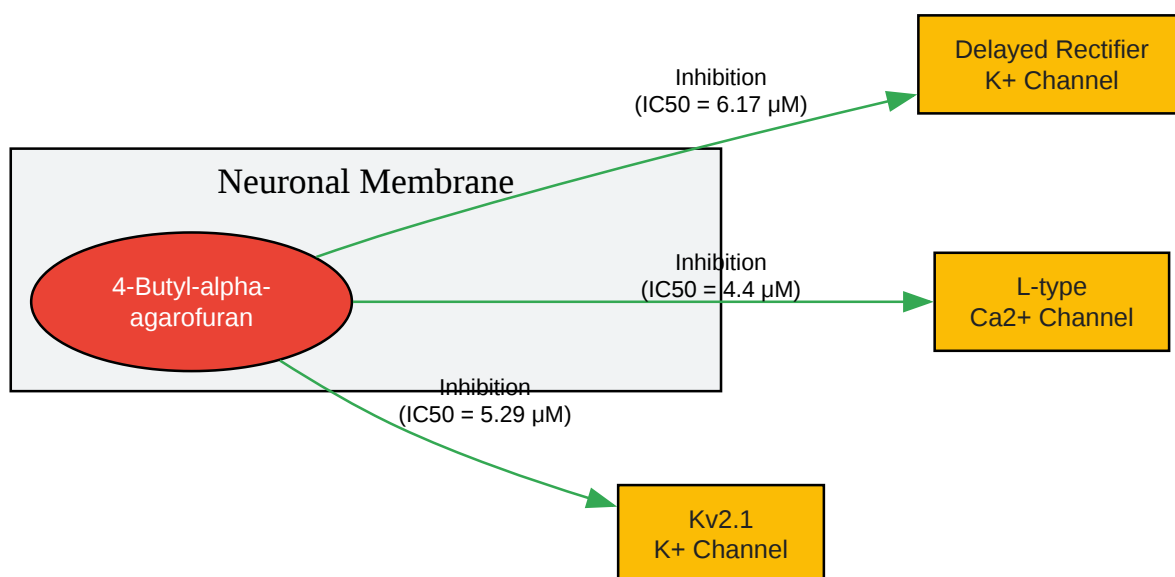 Delayed Rectifier
K+ Channel
Inhibition
(IC50 = 6.17 μM)
Neuronal Membrane
4-Butyl-alpha-
agarofuran
Inhibition
(IC50 = 4.4 μM)
L-type
Ca2+ Channel
Inhibition
(IC50 = 5.29 μM)
Kv2.1
K+ Channel